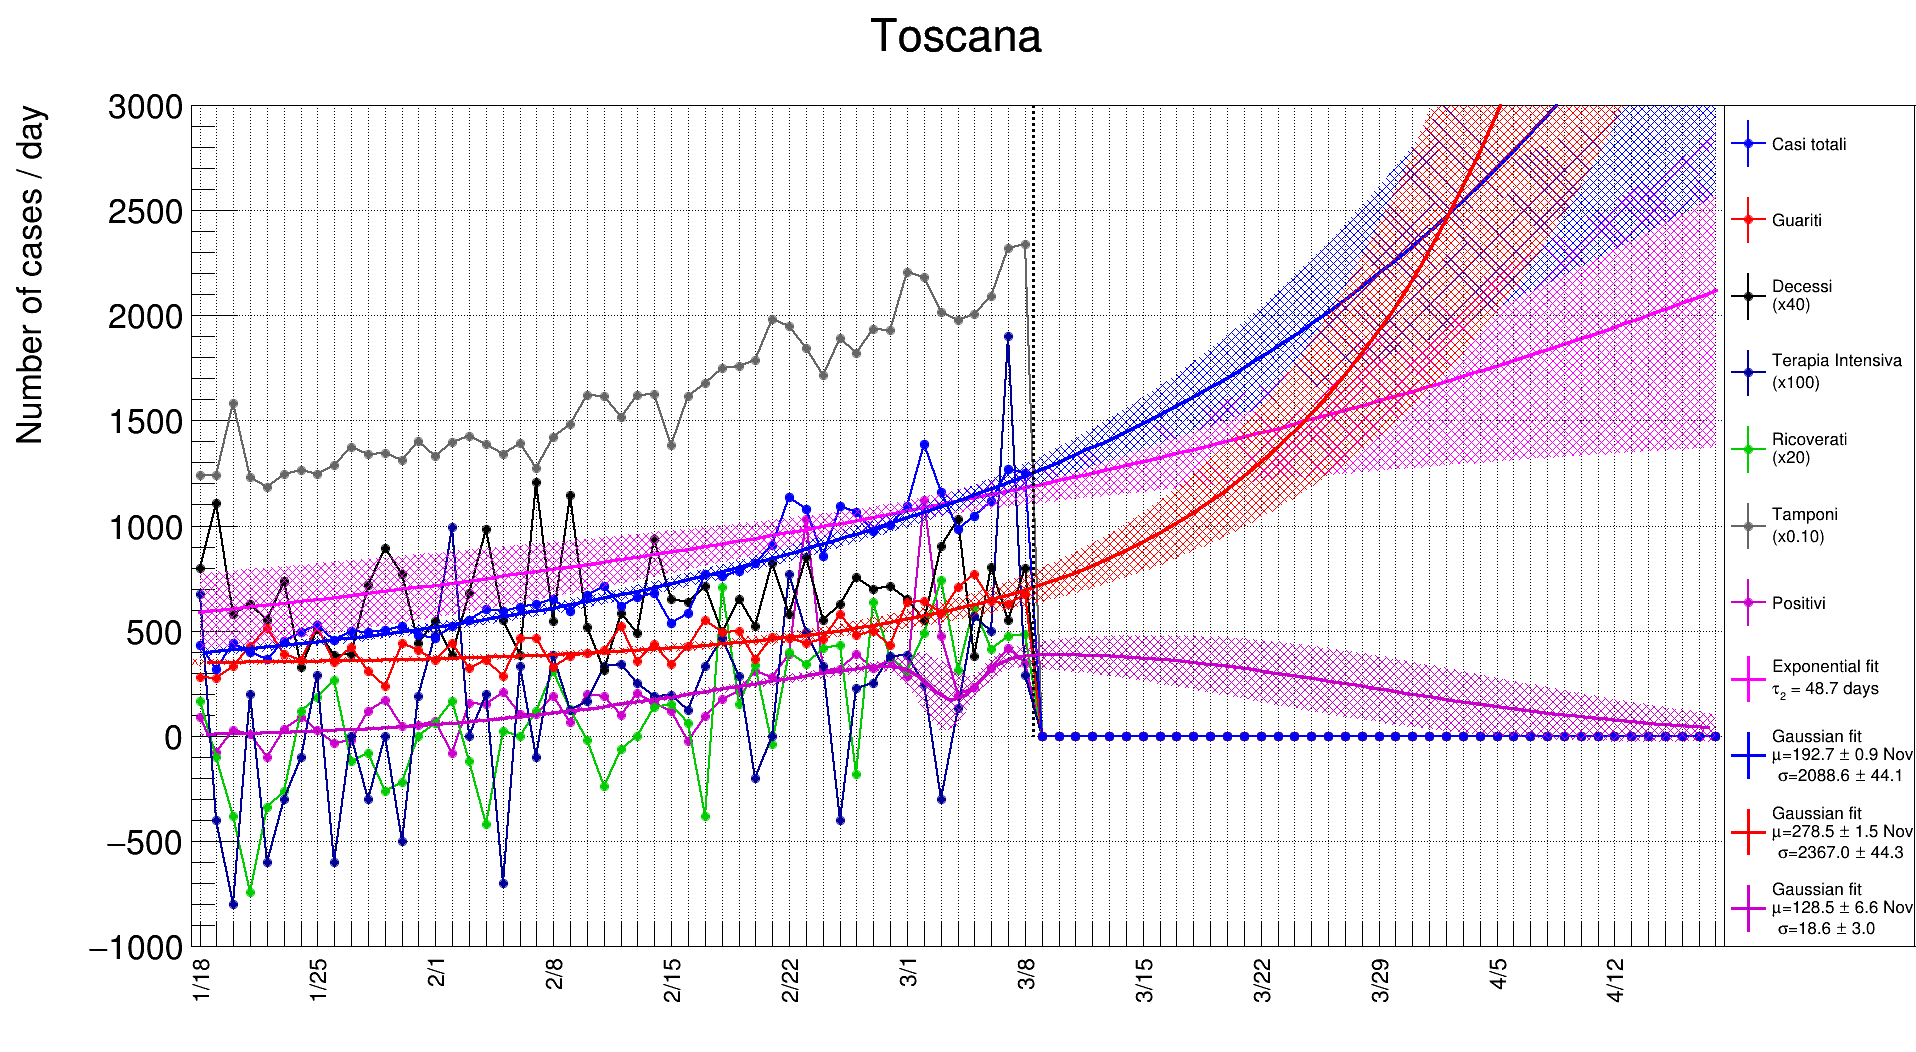 Toscana
Number of cases / day
3000
2500
2000
1500
1000
500
0
−500
−1000
1/18
1/25
2/1
2/8
2/15
2/22
3/1
3/8
3/15
3/22
3/29
4/5
4/12
Casi totali
Guariti
Decessi
(x40)
Terapia Intensiva
(x100)
Ricoverati
(x20)
Tamponi
(x0.10)
Positivi
Exponential fit
τ2 = 48.7 days
Gaussian fit
μ=192.7 ± 0.9 Nov
σ=2088.6 ± 44.1
Gaussian fit
μ=278.5 ± 1.5 Nov
σ=2367.0 ± 44.3
Gaussian fit
μ=128.5 ± 6.6 Nov
σ=18.6 ± 3.0